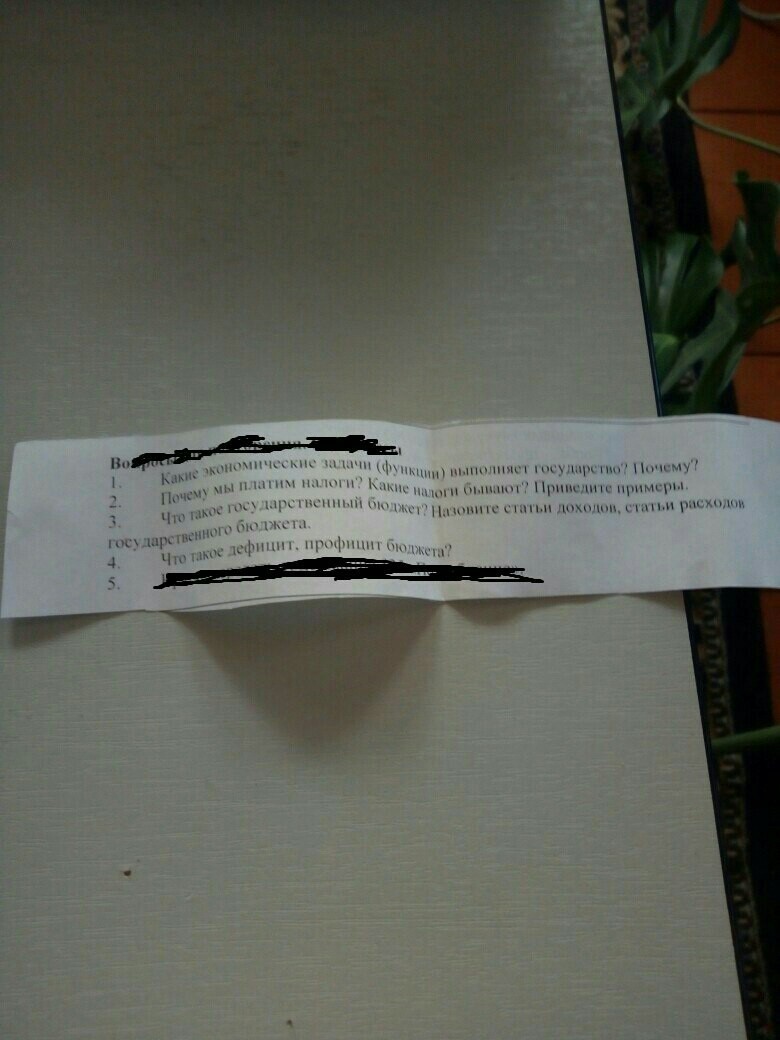 1. Какие экономические задачи (функции) выполняет государство? Почему?
2. Почему мы платим налоги? Какие налоги бывают? Приведите примеры.
3. Что такое государственный бюджет? Назовите статьи доходов, статьи расходов
государственного бюджета.
4. Что такое дефицит, профицит бюджета?
5.